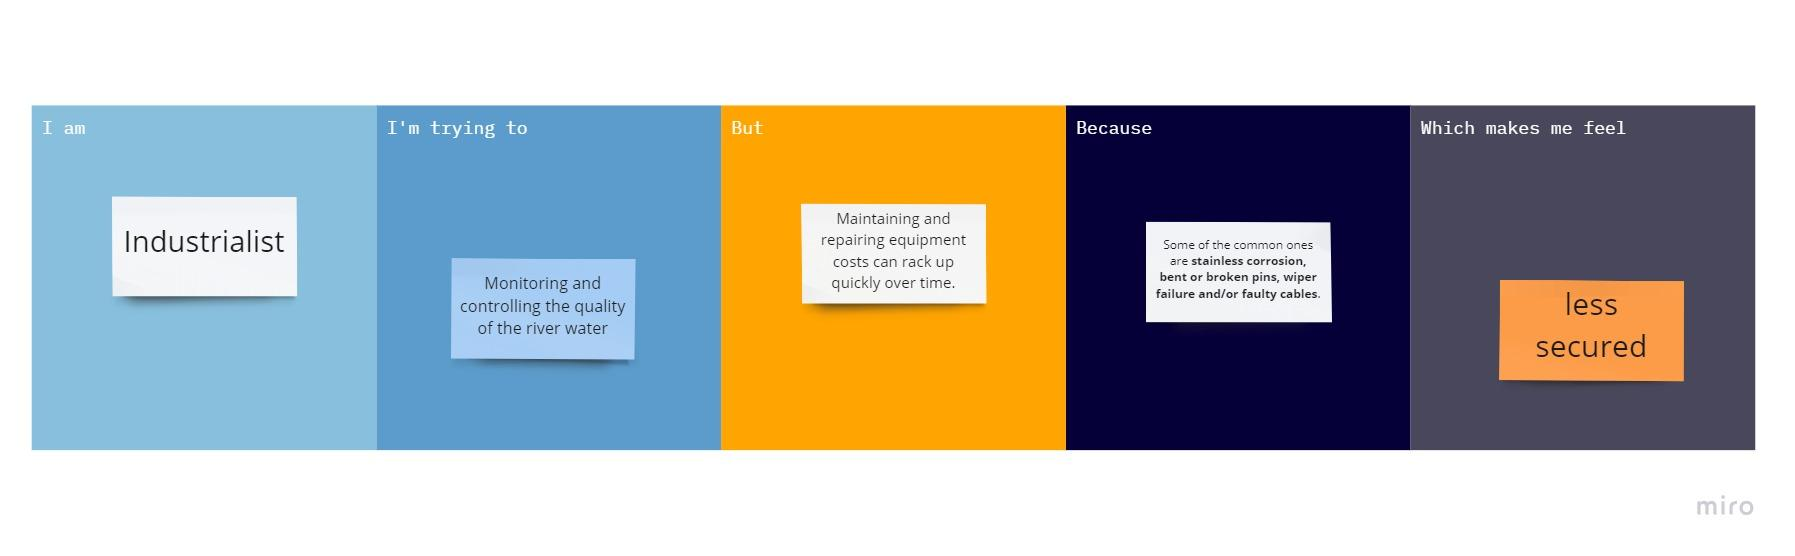 I am
Industrialist
I'm trying to
Monitoring and
controlling the quality
of the river water
But
Maintaining and
repairing equipment
costs can rack up
quickly over time.
Because
Some of the common ones
are stainless corrosion,
bent or broken pins, wiper
failure and/or faulty cables.
Which makes me feel
less
secured
miro